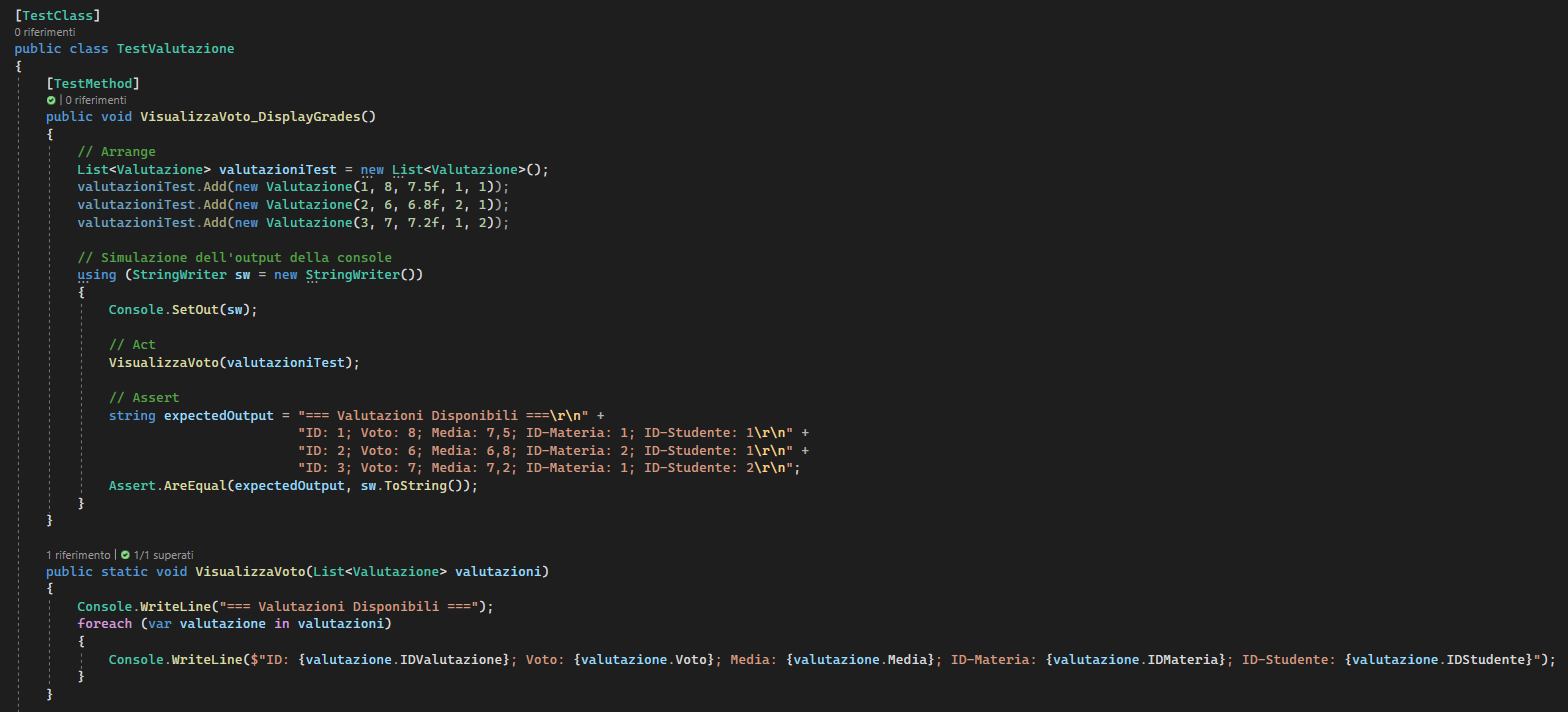 [TestClass]
0 riferimenti
public class TestValutazione
{
[TestMethod]
| 0 riferimenti
public void VisualizzaVoto_DisplayGrades()
{
// Arrange
List<Valutazione> valutazioniTest = new List<Valutazione>();
valutazioniTest.Add(new Valutazione(1, 8, 7.5f, 1, 1));
valutazioniTest.Add(new Valutazione(2, 6, 6.8f, 2, 1));
valutazioniTest.Add(new Valutazione(3, 7, 7.2f, 1, 2));
// Simulazione dell'output della console
using (StringWriter sw = new StringWriter())
{
Console.SetOut(sw);
// Act
VisualizzaVoto(valutazioniTest);
// Assert
string expectedOutput = "=== Valutazioni Disponibili ===\r\n" +
"ID: 1; Voto: 8; Media: 7,5; ID-Materia: 1; ID-Studente: 1\r\n" +
"ID: 2; Voto: 6; Media: 6,8; ID-Materia: 2; ID-Studente: 1\r\n" +
"ID: 3; Voto: 7; Media: 7,2; ID-Materia: 1; ID-Studente: 2\r\n";
Assert.AreEqual(expectedOutput, sw.ToString());
}
}
1 riferimento | 1/1 superati
public static void VisualizzaVoto(List<Valutazione> valutazioni)
{
Console.WriteLine("=== Valutazioni Disponibili ===");
foreach (var valutazione in valutazioni)
{
Console.WriteLine($"ID: {valutazione.IDValutazione}; Voto: {valutazione.Voto}; Media: {valutazione.Media}; ID-Materia: {valutazione.IDMateria}; ID-Studente: {valutazione.IDStudente}");
}
}